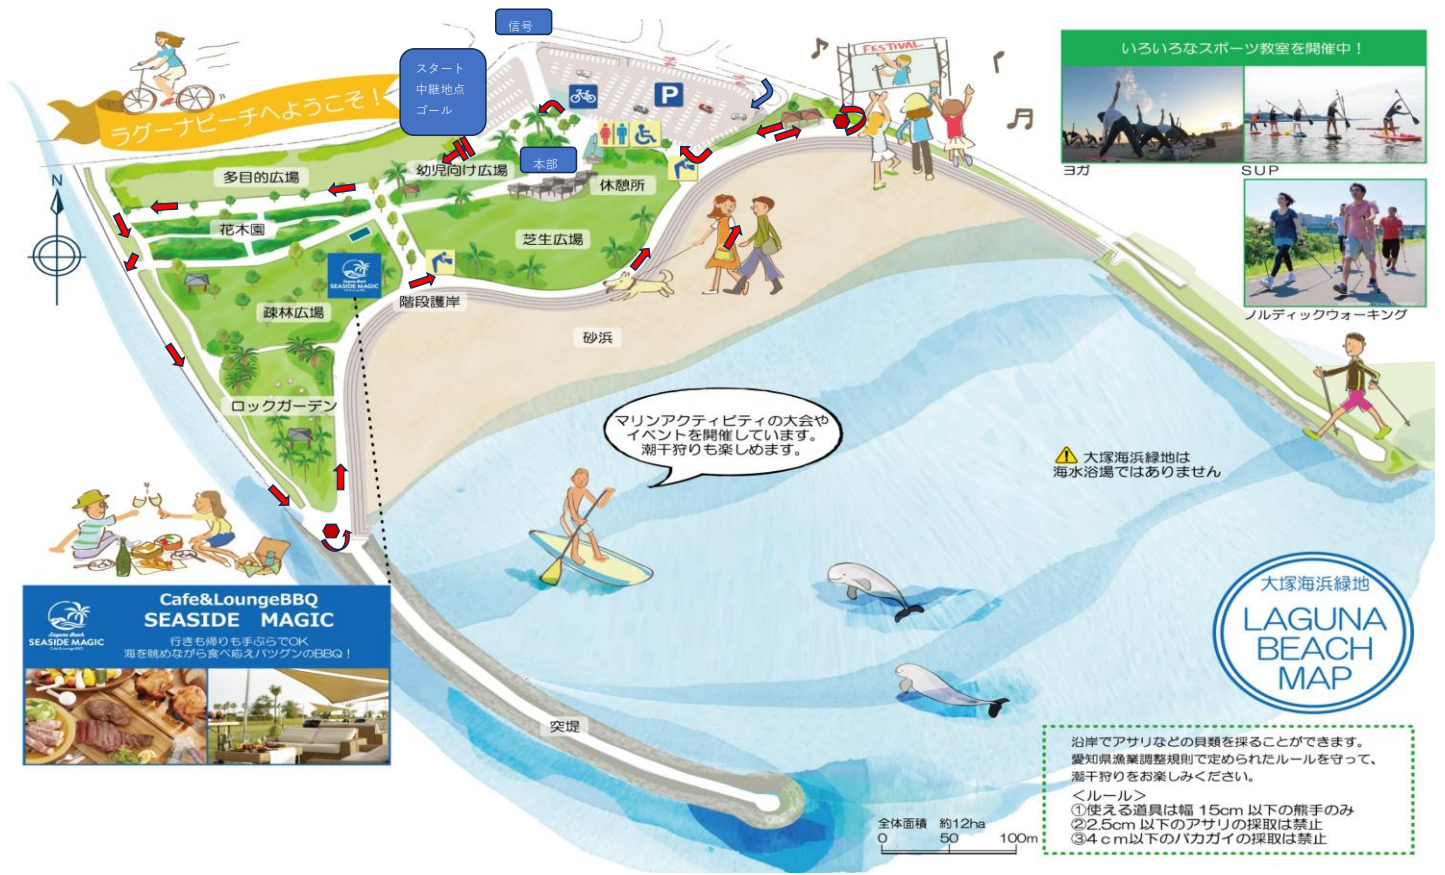 信号
スタート
中継地点
ゴール
FESTIVAL
いろいろなスポーツ教室を開催中！
ラグーナビーチへようこそ！
P
本部
ヨガ
SUP
多目的広場
幼児向け広場
休憩所
N
花木園
芝生広場
Laguna Beach
SEASIDE MAGIC
階段護岸
疎林広場
ノルディックウォーキング
砂浜
ロックガーデン
マリンアクティビティの大会や
イベントを開催しています。
潮干狩りも楽しめます。
大塚海浜緑地は
海水浴場ではありません
Cafe&LoungeBBQ
SEASIDE MAGIC
行きも帰りも手ぶらでOK
海を眺めながら食べ応えバツグンのBBQ！
Laguna Beach
SEASIDE MAGIC
Cafe & Lounge BBQ
大塚海浜緑地
LAGUNA
BEACH
MAP
突堤
沿岸でアサリなどの貝類を採ることができます。
愛知県漁業調整規則で定められたルールを守って、
潮干狩りをお楽しみください。
＜ルール＞
①使える道具は幅 15cm 以下の熊手のみ
②2.5cm 以下のアサリの採取は禁止
③4ｃｍ以下のバカガイの採取は禁止
全体面積　約12ha
0 50 100m